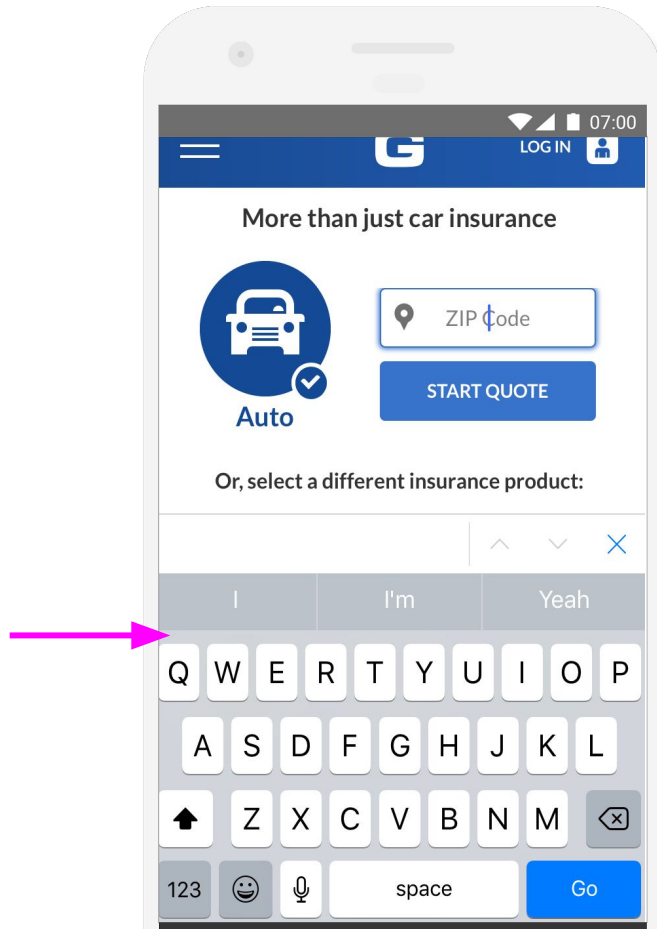 07:00
G LOG IN
More than just car insurance
ZIP Code
START QUOTE
Auto
Or, select a different insurance product:
I I'm Yeah
Q W E R T Y U I O P
A S D F G H J K L
Z X C V B N M
123 space Go